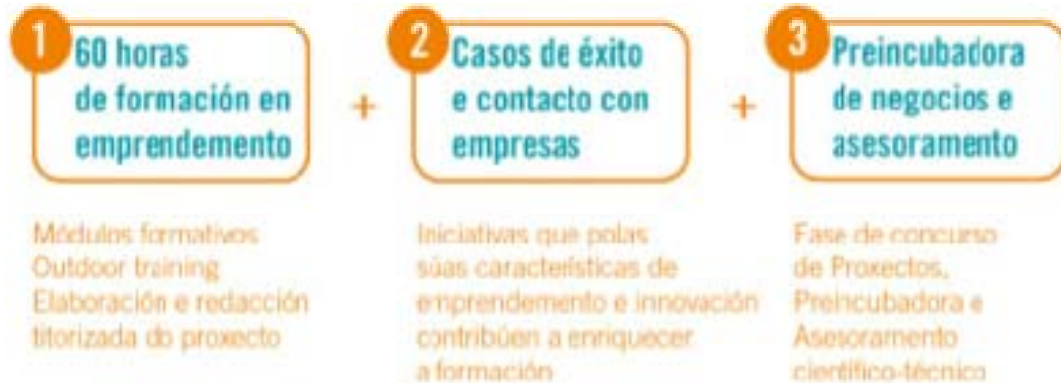 1
60 horas
de formación en
emprendemento
+
2
Casos de éxito
e contacto con
empresas
+
3
Preincubadora
de negocios e
asesoramento
Módulos formativos
Outdoor training
Elaboración e redacción
titorizada do proxecto
Iniciativas que polas
súas características de
emprendemento e innovación
contribúen a enriquecer
a formación
Fase de concurso
de Proxectos,
Preincubadora e
Asesoramento
científico-técnico